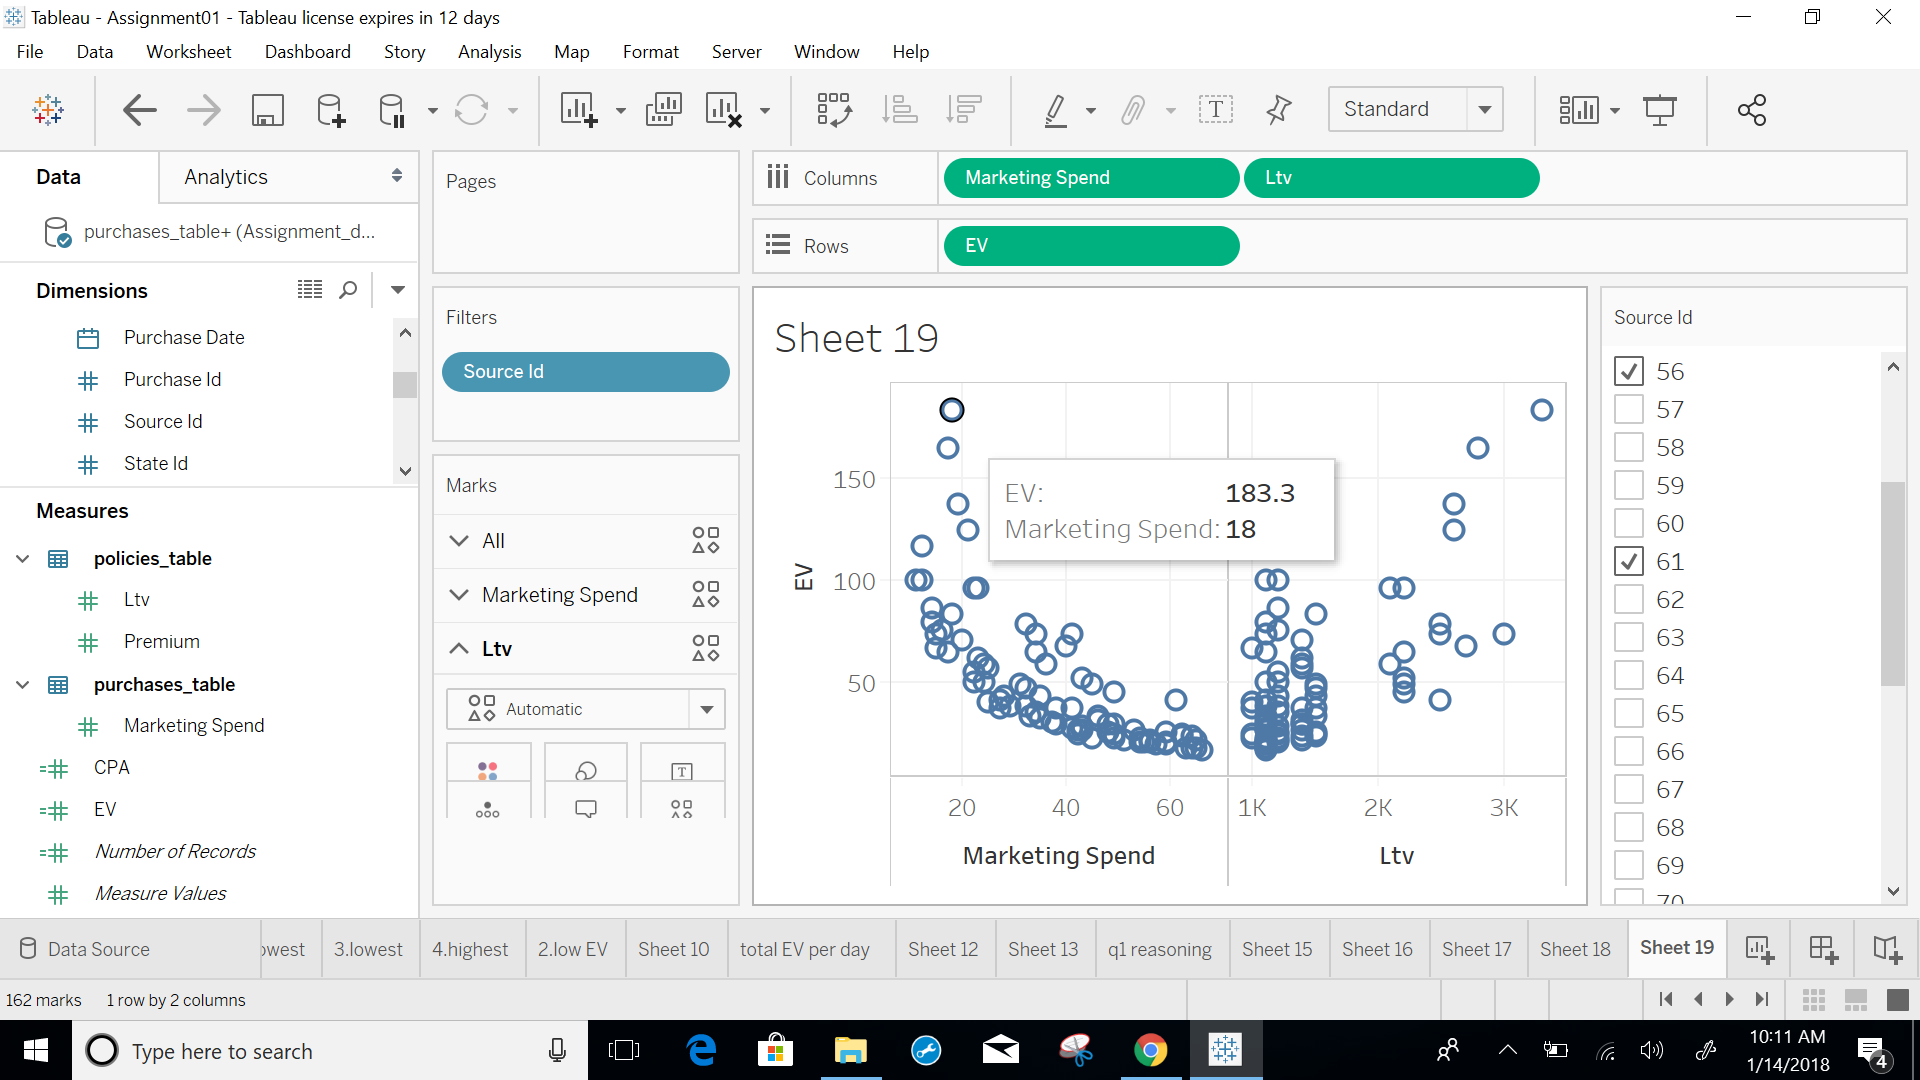 Tableau - Assignment01 - Tableau license expires in 12 days
File Data Worksheet Dashboard Story Analysis Map Format Server Window Help
Standard
Data Analytics
purchases_table+ (Assignment_d...
Dimensions
Purchase Date
Purchase Id
Source Id
State Id
Measures
policies_table
Ltv
Premium
purchases_table
Marketing Spend
CPA
EV
Number of Records
Measure Values
Pages
Filters
Source Id
Marks
All
Marketing Spend
Ltv
Automatic
Columns Marketing Spend Ltv
Rows EV
Sheet 19
EV
150
100
50
EV: 183.3
Marketing Spend: 18
20 40 60 1K 2K 3K
Marketing Spend Ltv
Source Id
56
57
58
59
60
61
62
63
64
65
66
67
68
69
70
Data Source owest 3.lowest 4.highest 2.low EV Sheet 10 total EV per day Sheet 12 Sheet 13 q1 reasoning Sheet 15 Sheet 16 Sheet 17 Sheet 18 Sheet 19
162 marks 1 row by 2 columns
Type here to search
10:11 AM
1/14/2018
4